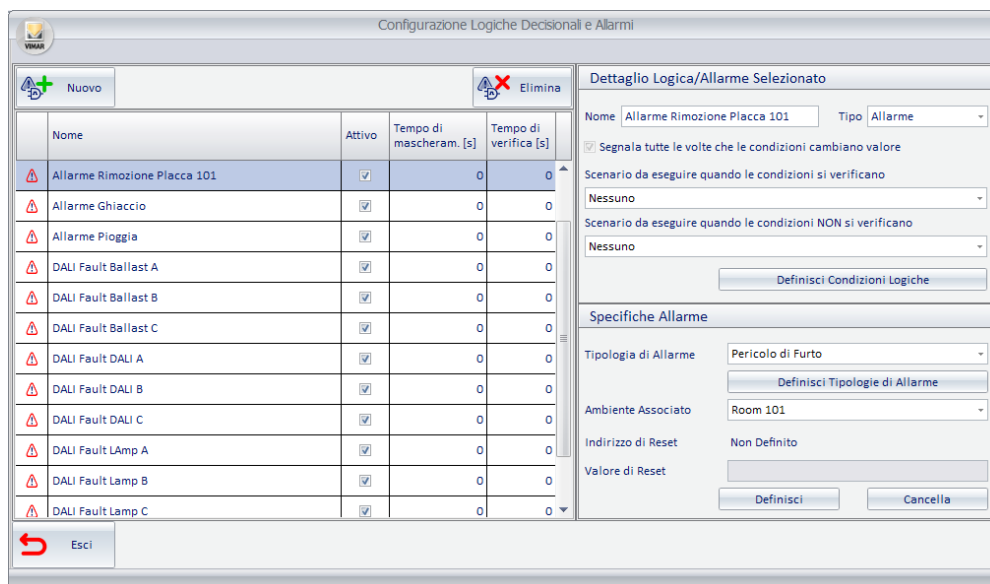 Configurazione Logiche Decisionali e Allarmi
VIMAR
Nuovo
Elimina
Nome Attivo Tempo di mascheram. [s] Tempo di verifica [s]
Allarme Rimozione Placca 101 0 0
Allarme Ghiaccio 0 0
Allarme Pioggia 0 0
DALI Fault Ballast A 0 0
DALI Fault Ballast B 0 0
DALI Fault Ballast C 0 0
DALI Fault DALI A 0 0
DALI Fault DALI B 0 0
DALI Fault DALI C 0 0
DALI Fault LAmp A 0 0
DALI Fault Lamp B 0 0
DALI Fault Lamp C 0 0
Esci
Dettaglio Logica/Allarme Selezionato
Nome Allarme Rimozione Placca 101 Tipo Allarme
Segnala tutte le volte che le condizioni cambiano valore
Scenario da eseguire quando le condizioni si verificano
Nessuno
Scenario da eseguire quando le condizioni NON si verificano
Nessuno
Definisci Condizioni Logiche
Specifiche Allarme
Tipologia di Allarme Pericolo di Furto
Definisci Tipologie di Allarme
Ambiente Associato Room 101
Indirizzo di Reset Non Definito
Valore di Reset
Definisci Cancella